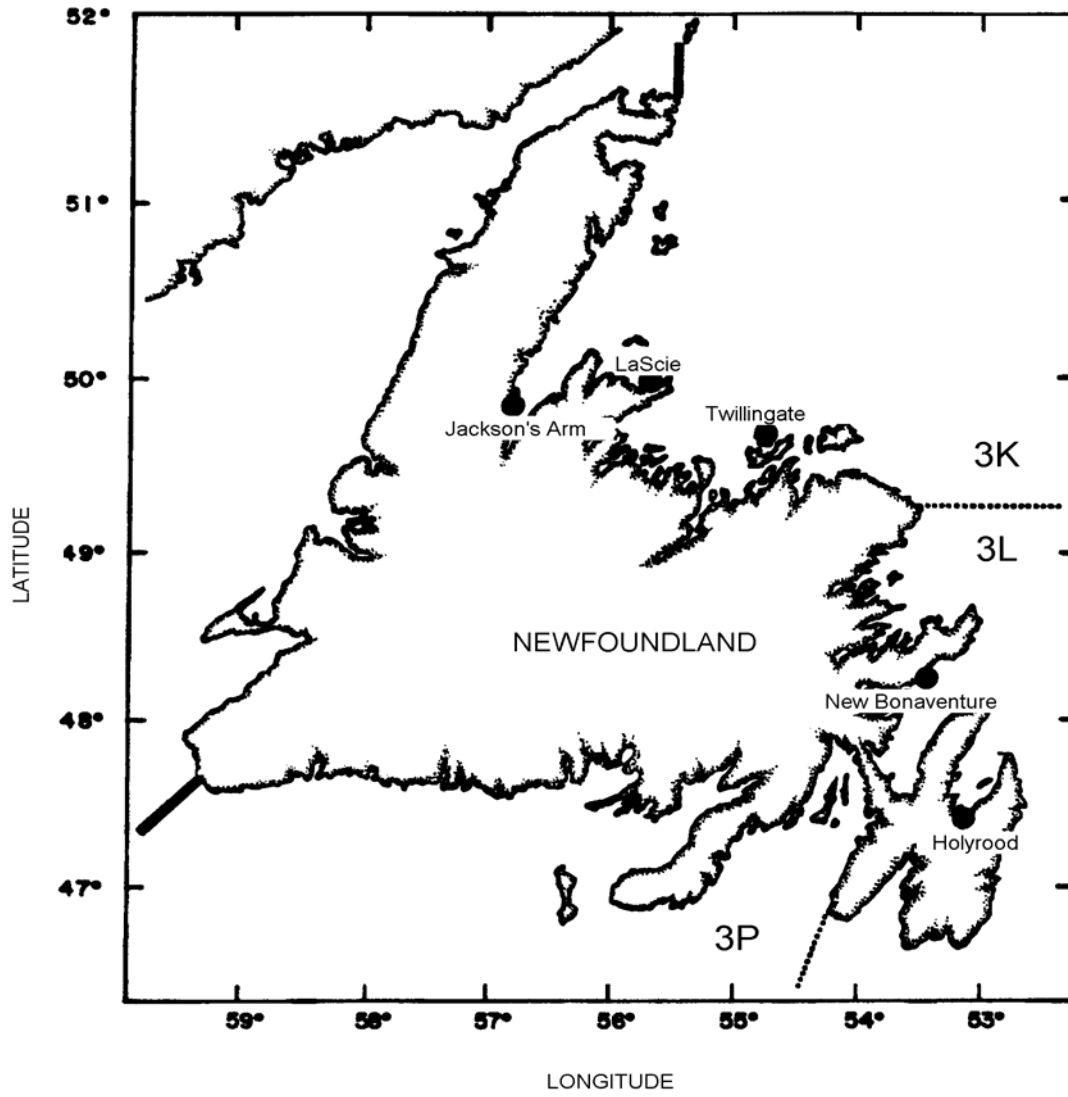 52°
51°
50°
49°
48°
47°
LATITUDE
LaScie
Jackson's Arm
Twillingate
3K
3L
NEWFOUNDLAND
New Bonaventure
Holyrood
3P
59°
58°
57°
56°
55°
54°
53°
LONGITUDE